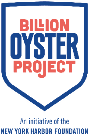 BILLION
OYSTER
PROJECT
An initiative of the
NEW YORK HARBOR FOUNDATION